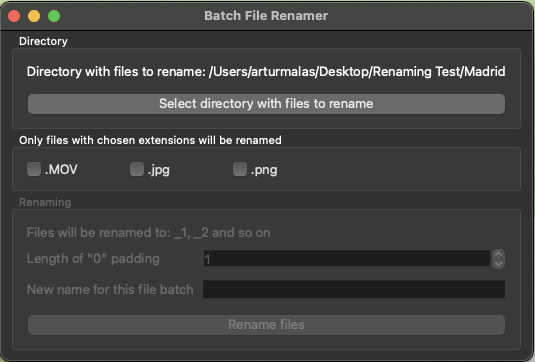 Batch File Renamer
Directory
Directory with files to rename: /Users/arturmalas/Desktop/Renaming Test/Madrid
Select directory with files to rename
Only files with chosen extensions will be renamed
.MOV .jpg .png
Renaming
Files will be renamed to: _1, _2 and so on
Length of "0" padding 1
New name for this file batch
Rename files